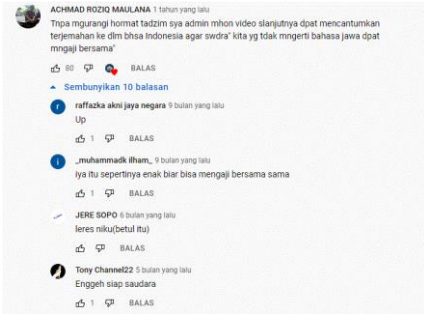 ACHMAD ROZIQ MAULANA 1 tahun yang lalu
Tnpa mgurangi hormat tadzim sya admin mhon video slanjutnya dpat mencantumkan
terjemahan ke dlm bhsa Indonesia agar swdra" kita yg tdk mngerti bahasa jawa dpat
mngaji bersama"
80 BALAS
Sembunyikan 10 balasan
r
raffazka akni jaya negara 9 bulan yang lalu
Up
1 BALAS
i
_muhammadk ilham_ 9 bulan yang lalu
iya itu sepertinya enak biar bisa mengaji bersama sama
1 BALAS
JERE SOPO 6 bulan yang lalu
leres niku(betul itu)
BALAS
Tony Channel22 5 bulan yang lalu
Enggeh siap saudara
1 BALAS